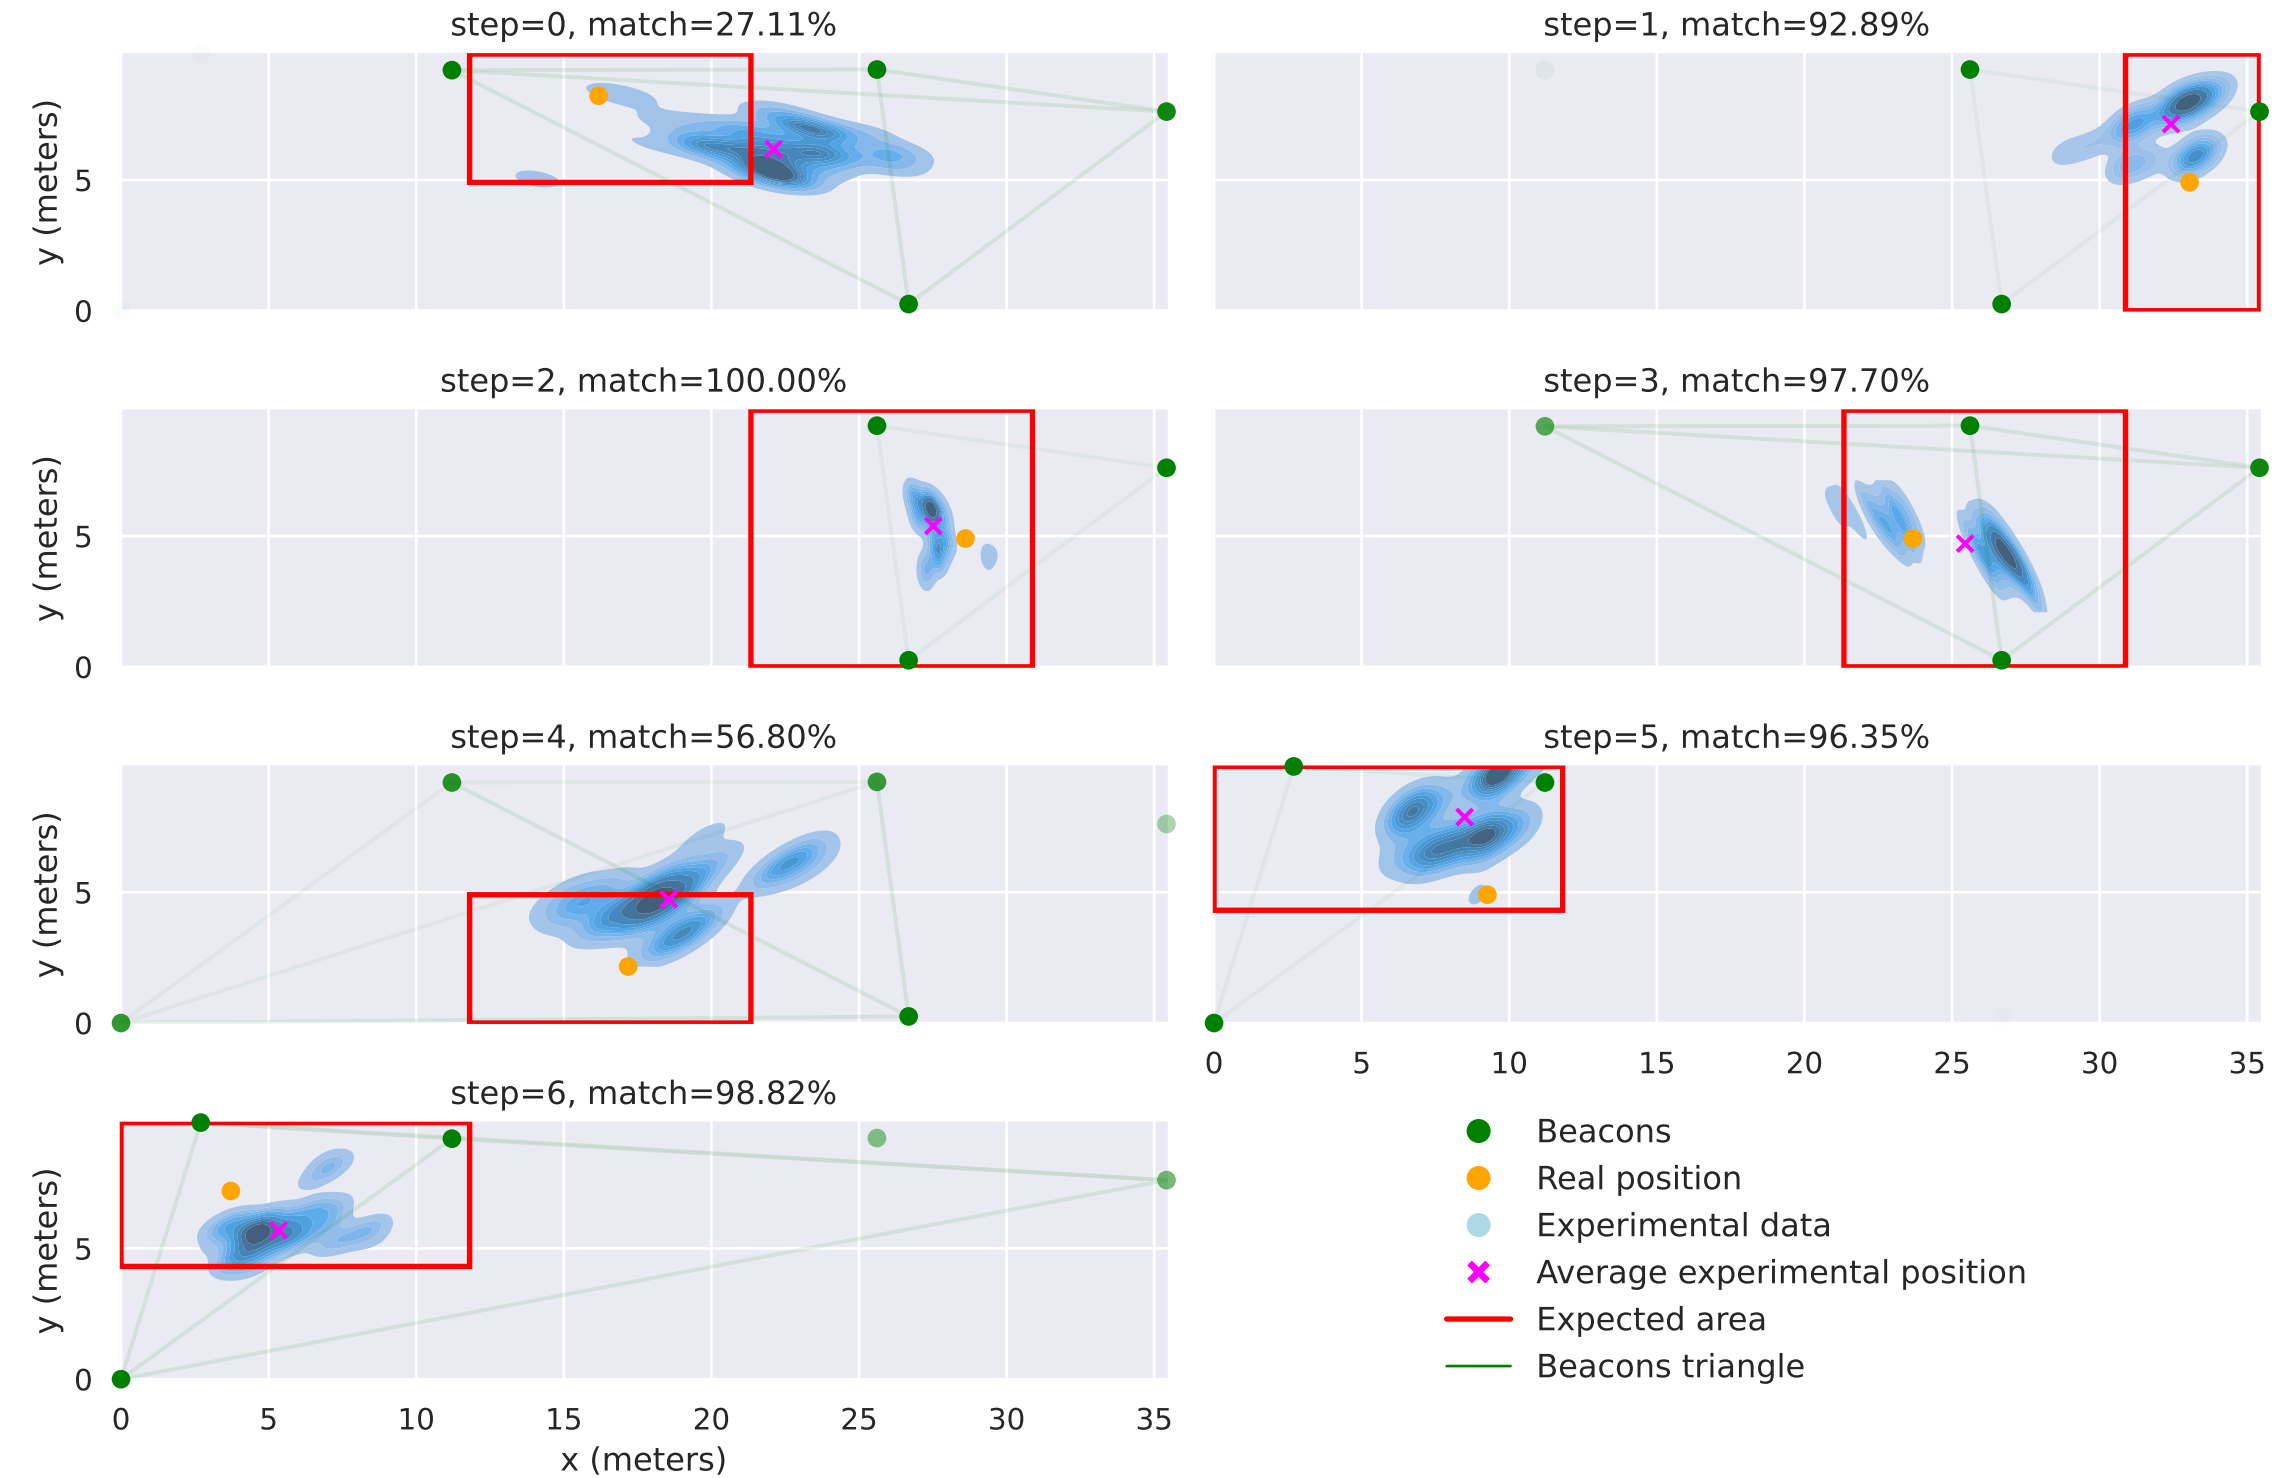 step=0, match=27.11%
step=1, match=92.89%
y (meters)
5
0
step=2, match=100.00%
step=3, match=97.70%
y (meters)
5
0
step=4, match=56.80%
step=5, match=96.35%
y (meters)
5
0
0 5 10 15 20 25 30 35
step=6, match=98.82%
y (meters)
5
0
0 5 10 15 20 25 30 35
x (meters)
Beacons
Real position
Experimental data
Average experimental position
Expected area
Beacons triangle